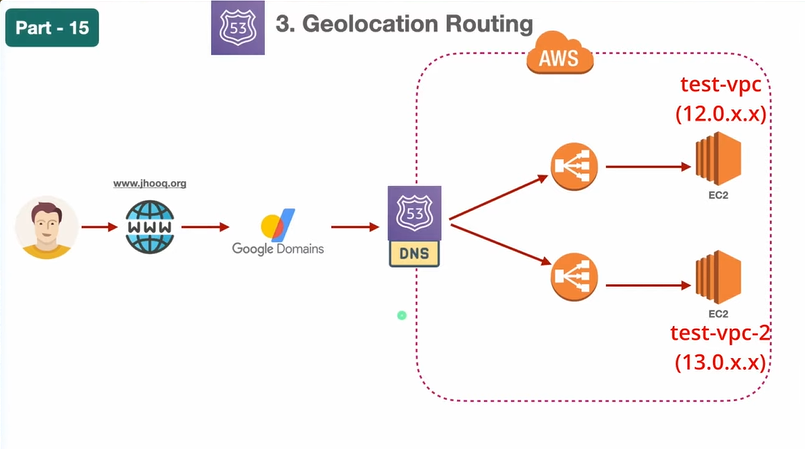 Part - 15
53
3. Geolocation Routing
AWS
test-vpc
(12.0.x.x)
EC2
www.jhooq.org
WWW
Google Domains
53
DNS
EC2
test-vpc-2
(13.0.x.x)